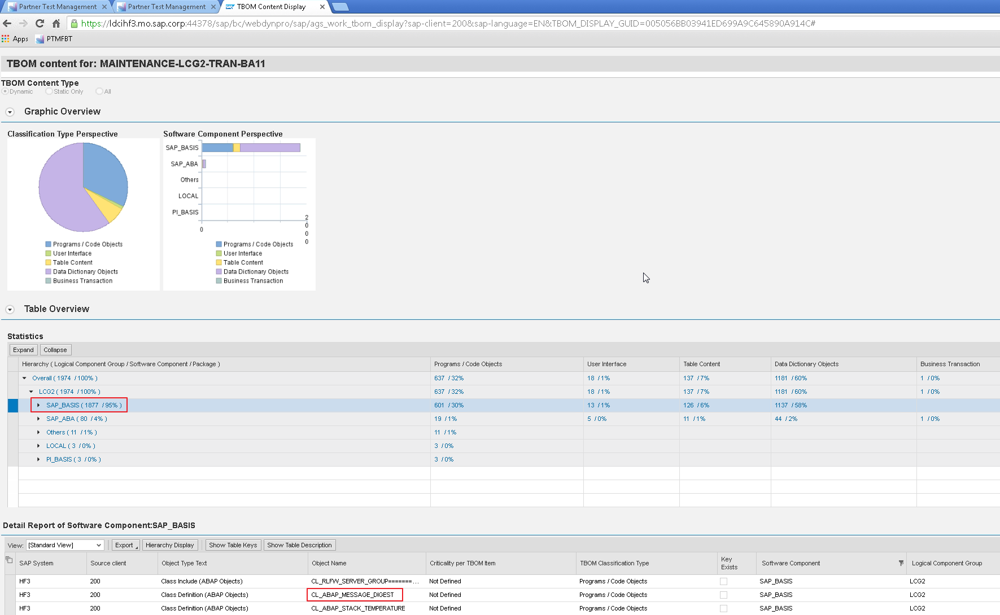 Partner Test Management
Partner Test Management
SAP TBOM Content Display
https://ldcihf3.mo.sap.corp:44378/sap/bc/webdynpro/sap/ags_work_tbom_display?sap-client=200&sap-language=EN&TBOM_DISPLAY_GUID=005056BB03941ED699A9C645890A914C#
Apps PTMFBT
TBOM content for: MAINTENANCE-LCG2-TRAN-BA11
TBOM Content Type
Dynamic Static Only All
Graphic Overview
Classification Type Perspective
Programs / Code Objects
User Interface
Table Content
Data Dictionary Objects
Business Transaction
Software Component Perspective
SAP_BASIS
SAP_ABA
Others
LOCAL
PI_BASIS
0 2000
Programs / Code Objects
User Interface
Table Content
Data Dictionary Objects
Business Transaction
Table Overview
Statistics
Expand Collapse
Hierarchy ( Logical Component Group / Software Component / Package ) Programs / Code Objects User Interface Table Content Data Dictionary Objects Business Transaction
Overall ( 1974 / 100% ) 637 / 32% 18 / 1% 137 / 7% 1181 / 60% 1 / 0%
LCG2 ( 1974 / 100% ) 637 / 32% 18 / 1% 137 / 7% 1181 / 60% 1 / 0%
SAP_BASIS ( 1877 / 95% ) 601 / 30% 13 / 1% 126 / 6% 1137 / 58%
SAP_ABA ( 80 / 4% ) 19 / 1% 5 / 0% 11 / 1% 44 / 2% 1 / 0%
Others ( 11 / 1% ) 11 / 1%
LOCAL ( 3 / 0% ) 3 / 0%
PI_BASIS ( 3 / 0% ) 3 / 0%
Detail Report of Software Component:SAP_BASIS
View: [Standard View] Export Hierarchy Display Show Table Keys Show Table Description
SAP System Source client Object Type Text Object Name Criticality per TBOM Item TBOM Classification Type Key Exists Software Component Logical Component Group
HF3 200 Class Include (ABAP Objects) CL_RLFW_SERVER_GROUP=======... Not Defined Programs / Code Objects SAP_BASIS LCG2
HF3 200 Class Definition (ABAP Objects) CL_ABAP_MESSAGE_DIGEST Not Defined Programs / Code Objects SAP_BASIS LCG2
HF3 200 Class Definition (ABAP Objects) CL_ABAP_STACK_TEMPERATURE Not Defined Programs / Code Objects SAP_BASIS LCG2